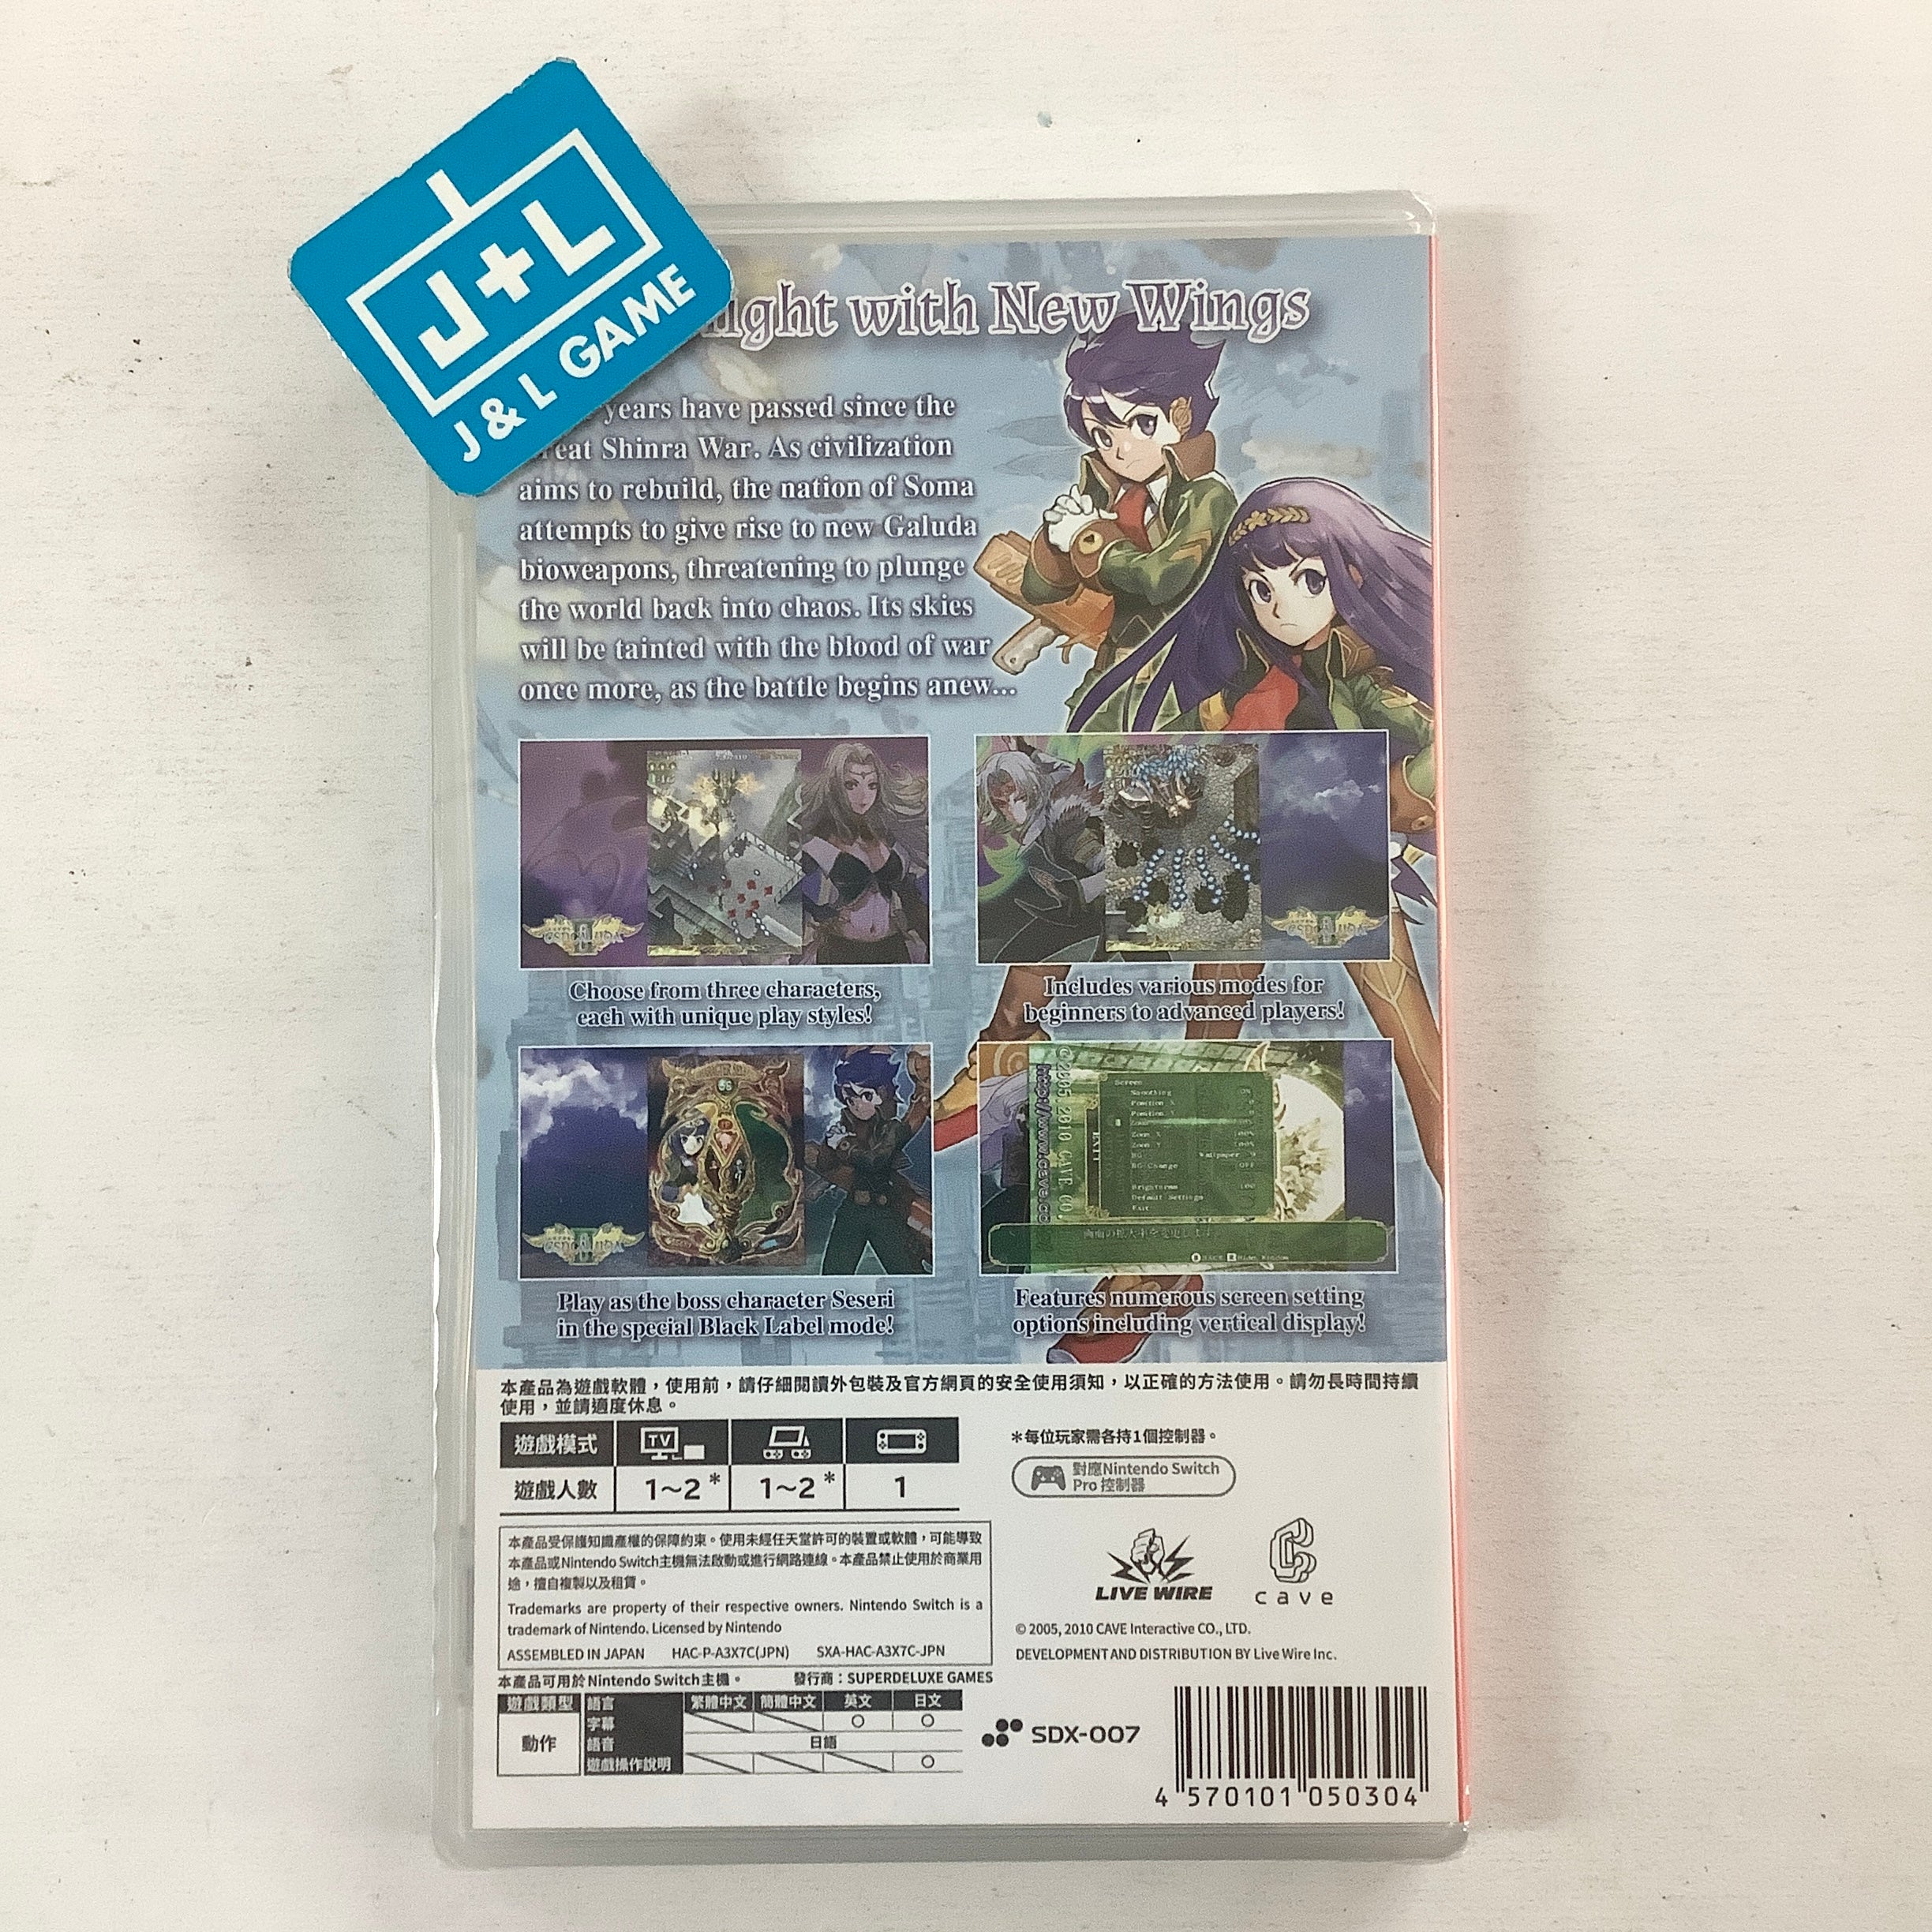 J+L
J & L GAME
with New Wings
years have passed since the
Shinra War. As civilization
aims to rebuild, the nation of Soma
attempts to give rise to new Galuda
bioweapons, threatening to plunge
the world back into chaos. Its skies
will be tainted with the blood of war
once more, as the battle begins anew...
Choose from three characters,
each with unique play styles!
Includes various modes for
beginners to advanced players!
Screen
Smoothing
Position X
Position Y
Zoom
Zoom X
Zoom Y
BG Wallpaper 9
BG Change OFF
Brightness 100
Default Settings
Exit
EXIT
Play as the boss character Seseri
in the special Black Label mode!
Features numerous screen setting
options including vertical display!
本產品為遊戲軟體，使用前，請仔細閱讀外包裝及官方網頁的安全使用須知，以正確的方法使用。請勿長時間持續
使用，並請適度休息。
遊戲模式 TV
遊戲人數 1～2* 1～2* 1
*每位玩家需各持1個控制器。
對應Nintendo Switch
Pro 控制器
本產品受保護知識產權的保障約束。使用未經任天堂許可的裝置或軟體，可能導致
本產品或Nintendo Switch主機無法啟動或進行網路連線。本產品禁止使用於商業用
途，擅自複製以及租賃。
Trademarks are property of their respective owners. Nintendo Switch is a
trademark of Nintendo. Licensed by Nintendo
ASSEMBLED IN JAPAN HAC-P-A3X7C(JPN) SXA-HAC-A3X7C-JPN
LIVE WIRE
cave
© 2005, 2010 CAVE Interactive CO., LTD.
DEVELOPMENT AND DISTRIBUTION BY Live Wire Inc.
本產品可用於Nintendo Switch主機。 發行商：SUPERDELUXE GAMES
遊戲類型 語言 繁體中文 簡體中文 英文 日文
字幕 ○ ○
動作
語音 日語
遊戲操作說明 ○
SDX-007
4 570101 050304